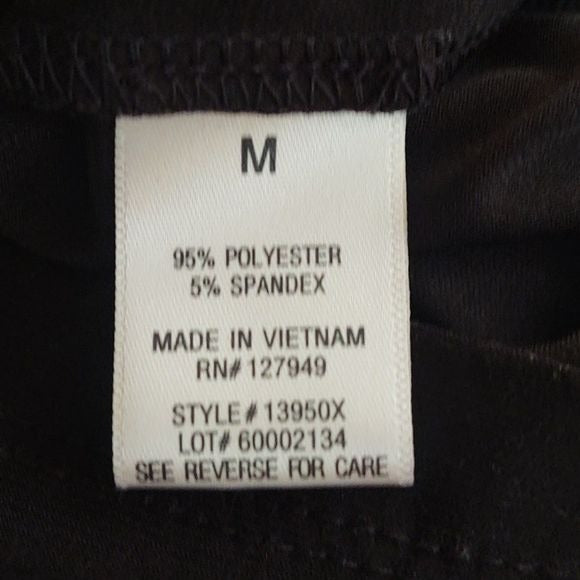 M
95% POLYESTER
5% SPANDEX
MADE IN VIETNAM
RN# 127949
STYLE # 13950X
LOT# 60002134
SEE REVERSE FOR CARE